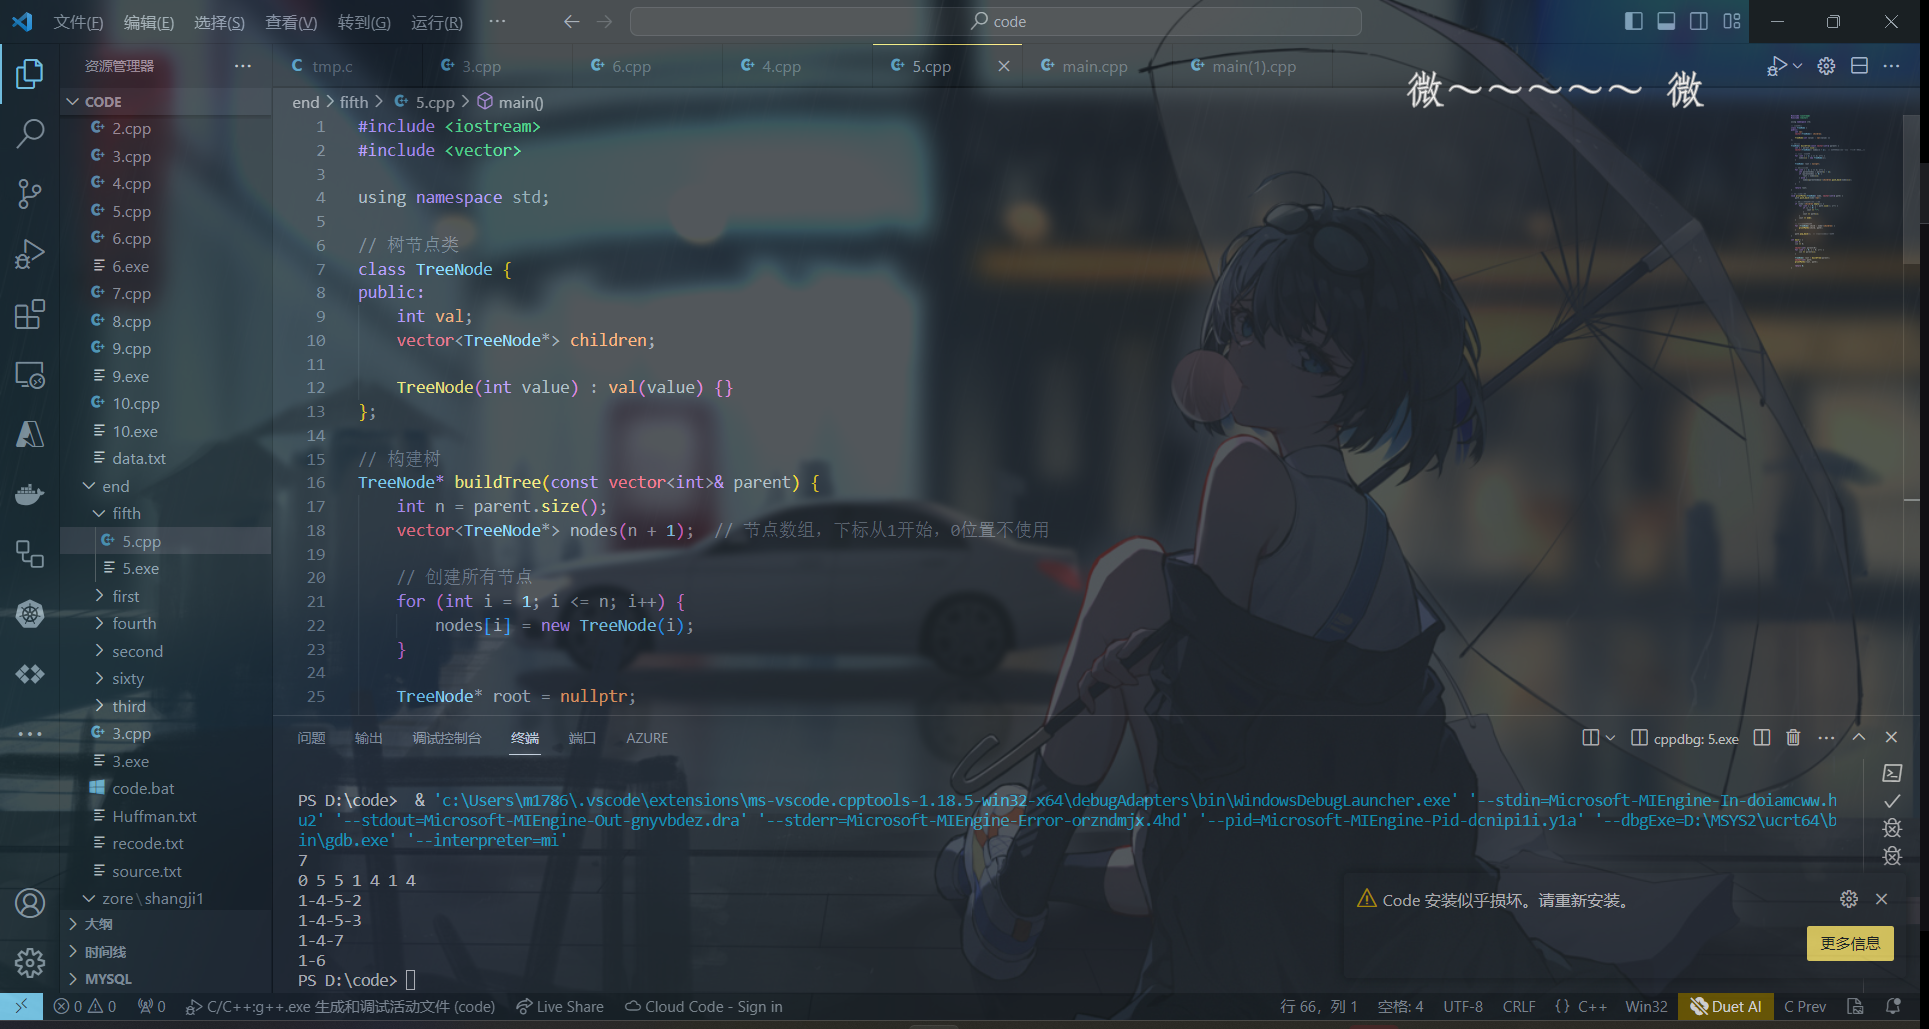 文件(F) 编辑(E) 选择(S) 查看(V) 转到(G) 运行(R) ··· code
资源管理器 ··· tmp.c 3.cpp 6.cpp 4.cpp 5.cpp main.cpp main(1).cpp
微～～～～～ 微
CODE
2.cpp
3.cpp
4.cpp
5.cpp
6.cpp
6.exe
7.cpp
8.cpp
9.cpp
9.exe
10.cpp
10.exe
data.txt
end
fifth
5.cpp
5.exe
first
fourth
second
sixty
third
3.cpp
3.exe
code.bat
Huffman.txt
recode.txt
source.txt
zore\shangji1
大纲
时间线
MYSQL
end > fifth > 5.cpp > main()
1 #include <iostream>
2 #include <vector>
3
4 using namespace std;
5
6 // 树节点类
7 class TreeNode {
8 public:
9 int val;
10 vector<TreeNode*> children;
11
12 TreeNode(int value) : val(value) {}
13 };
14
15 // 构建树
16 TreeNode* buildTree(const vector<int>& parent) {
17 int n = parent.size();
18 vector<TreeNode*> nodes(n + 1); // 节点数组，下标从1开始，0位置不使用
19
20 // 创建所有节点
21 for (int i = 1; i <= n; i++) {
22 nodes[i] = new TreeNode(i);
23 }
24
25 TreeNode* root = nullptr;
问题 输出 调试控制台 终端 端口 AZURE cppdbg: 5.exe
PS D:\code> & 'c:\Users\m1786\.vscode\extensions\ms-vscode.cpptools-1.18.5-win32-x64\debugAdapters\bin\WindowsDebugLauncher.exe' '--stdin=Microsoft-MIEngine-In-doiamcww.h
u2' '--stdout=Microsoft-MIEngine-Out-gnyvbdez.dra' '--stderr=Microsoft-MIEngine-Error-orzndmjx.4hd' '--pid=Microsoft-MIEngine-Pid-dcnipi1i.y1a' '--dbgExe=D:\MSYS2\ucrt64\b
in\gdb.exe' '--interpreter=mi'
7
0 5 5 1 4 1 4
1-4-5-2
1-4-5-3
1-4-7
1-6
PS D:\code>
Code 安装似乎损坏。请重新安装。
更多信息
0 0 0 C/C++:g++.exe 生成和调试活动文件 (code) Live Share Cloud Code - Sign in 行 66，列 1 空格: 4 UTF-8 CRLF {} C++ Win32 Duet AI C Prev